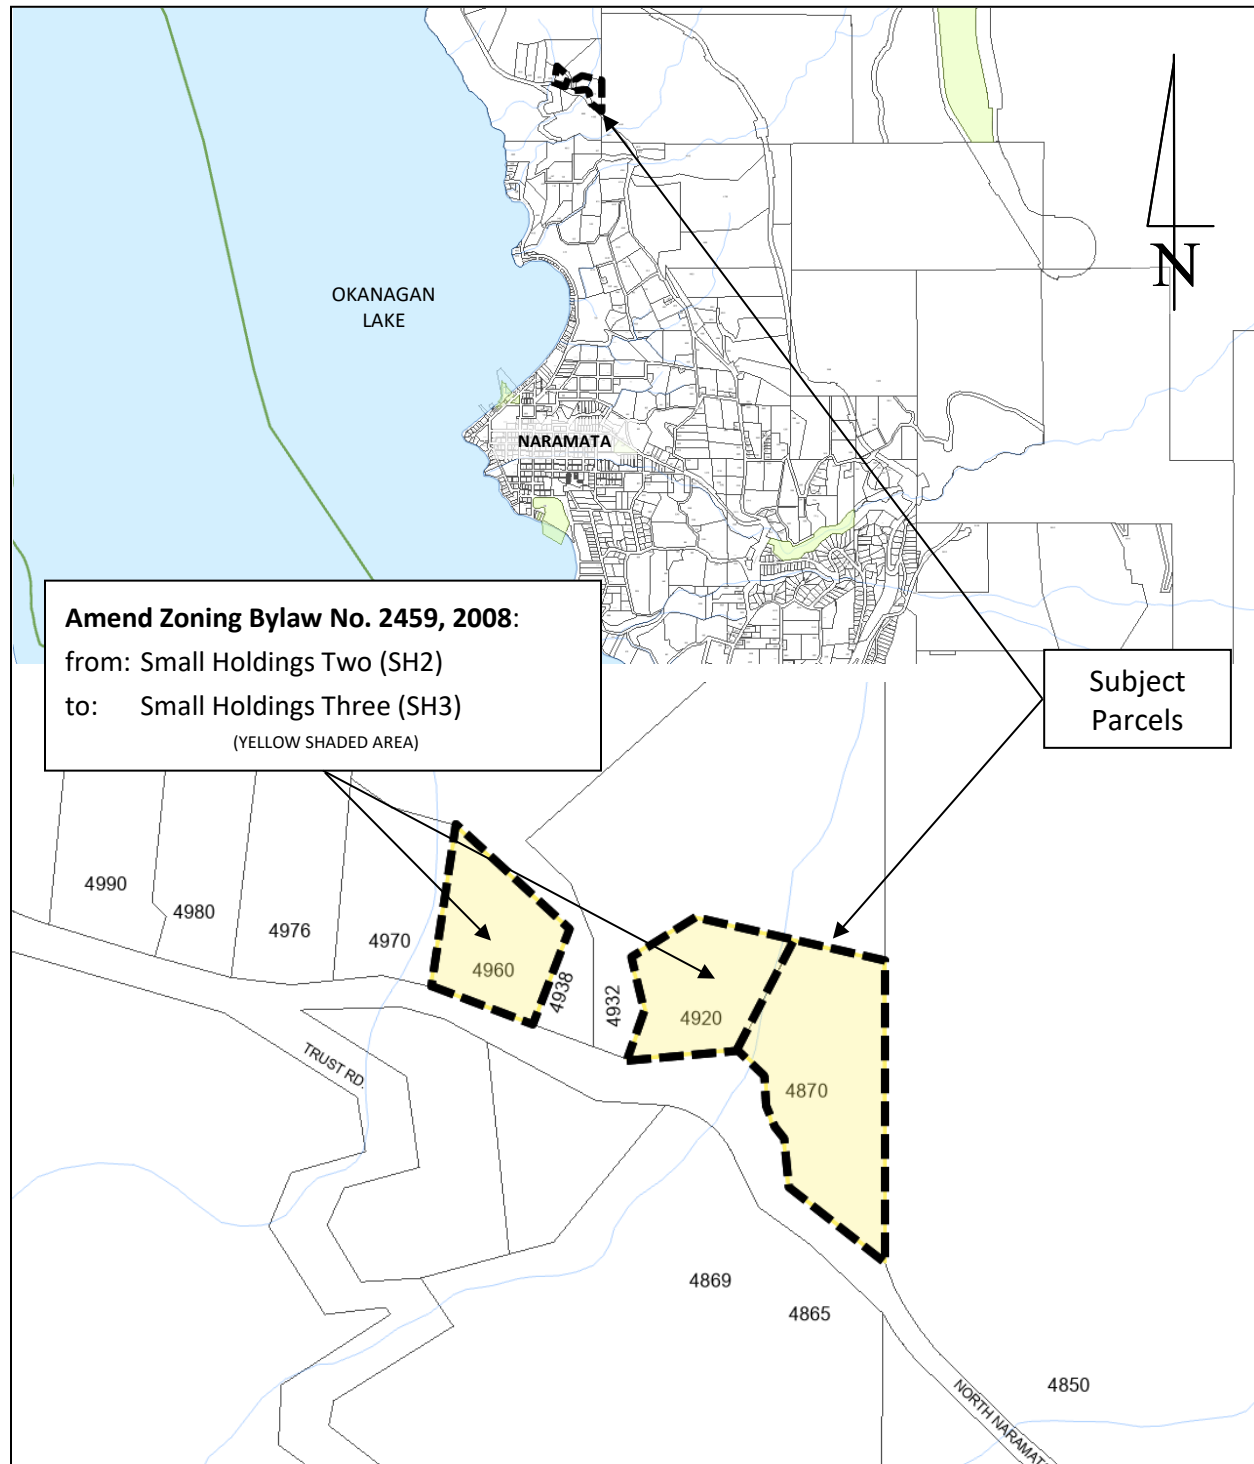 OKANAGAN
LAKE
N
NARAMATA
Amend Zoning Bylaw No. 2459, 2008:
from: Small Holdings Two (SH2)
to: Small Holdings Three (SH3)
(YELLOW SHADED AREA)
Subject
Parcels
4990
4980
4976
4970
4960
4938
4932
4920
4870
TRUST RD.
4869
4865
4850
NORTH NARAMAT